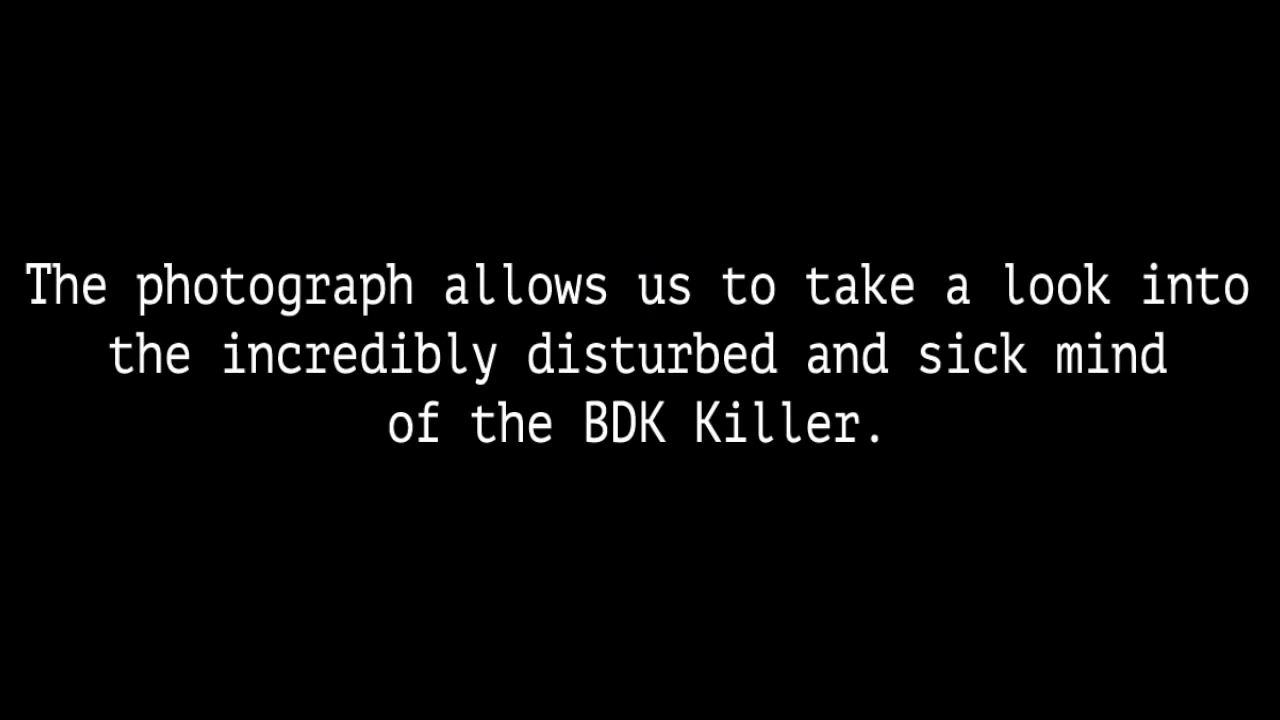 The photograph allows us to take a look into
the incredibly disturbed and sick mind
of the BDK Killer.